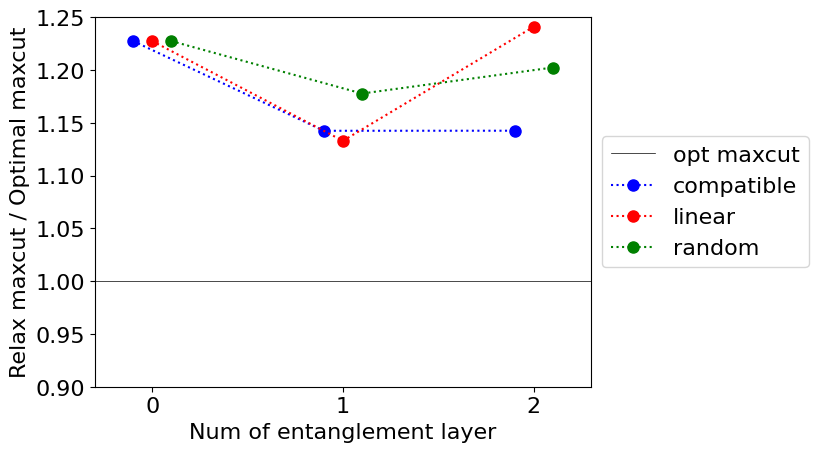 Relax maxcut / Optimal maxcut
1.25
1.20
1.15
1.10
1.05
1.00
0.95
0.90
0
1
2
Num of entanglement layer
opt maxcut
compatible
linear
random